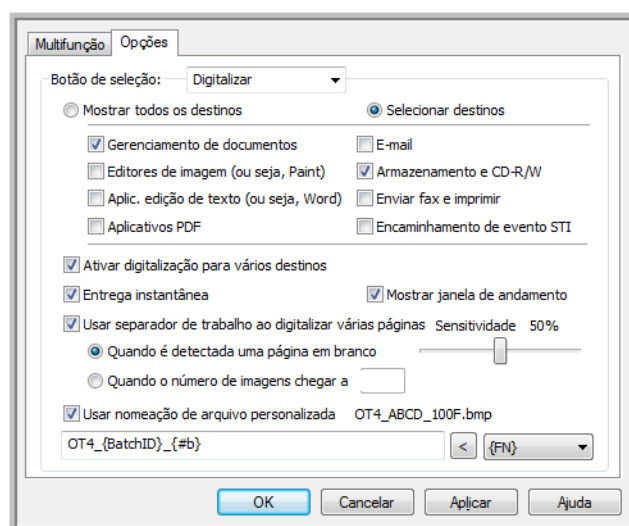 Multifunção Opções
Botão de seleção: Digitalizar
Mostrar todos os destinos Selecionar destinos
Gerenciamento de documentos E-mail
Editores de imagem (ou seja, Paint) Armazenamento e CD-R/W
Aplic. edição de texto (ou seja, Word) Enviar fax e imprimir
Aplicativos PDF Encaminhamento de evento STI
Ativar digitalização para vários destinos
Entrega instantânea Mostrar janela de andamento
Usar separador de trabalho ao digitalizar várias páginas Sensitividade 50%
Quando é detectada uma página em branco
Quando o número de imagens chegar a
Usar nomeação de arquivo personalizada OT4_ABCD_100F.bmp
OT4_{BatchID}_{#b} < {FN}
OK Cancelar Aplicar Ajuda